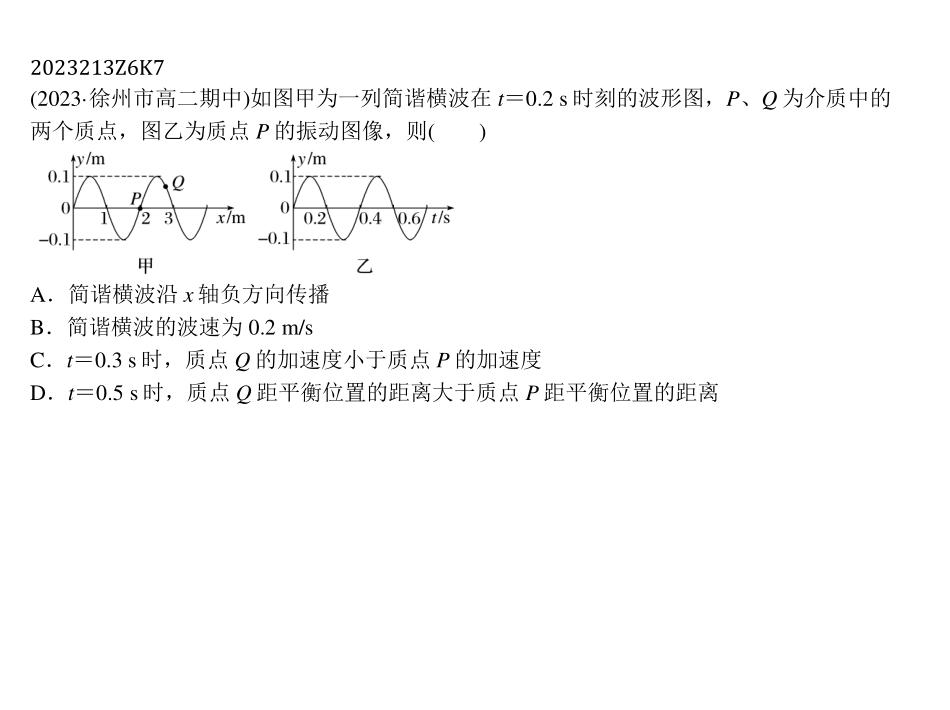 2023213Z6K7
(2023·徐州市高二期中)如图甲为一列简谐横波在 t＝0.2 s 时刻的波形图，P、Q 为介质中的
两个质点，图乙为质点 P 的振动图像，则(　　)
y/m
0.1
Q
P
0
1
2
3
x/m
－0.1
甲
y/m
0.1
0
0.2
0.4
0.6
t/s
－0.1
乙
A．简谐横波沿 x 轴负方向传播
B．简谐横波的波速为 0.2 m/s
C．t＝0.3 s 时，质点 Q 的加速度小于质点 P 的加速度
D．t＝0.5 s 时，质点 Q 距平衡位置的距离大于质点 P 距平衡位置的距离